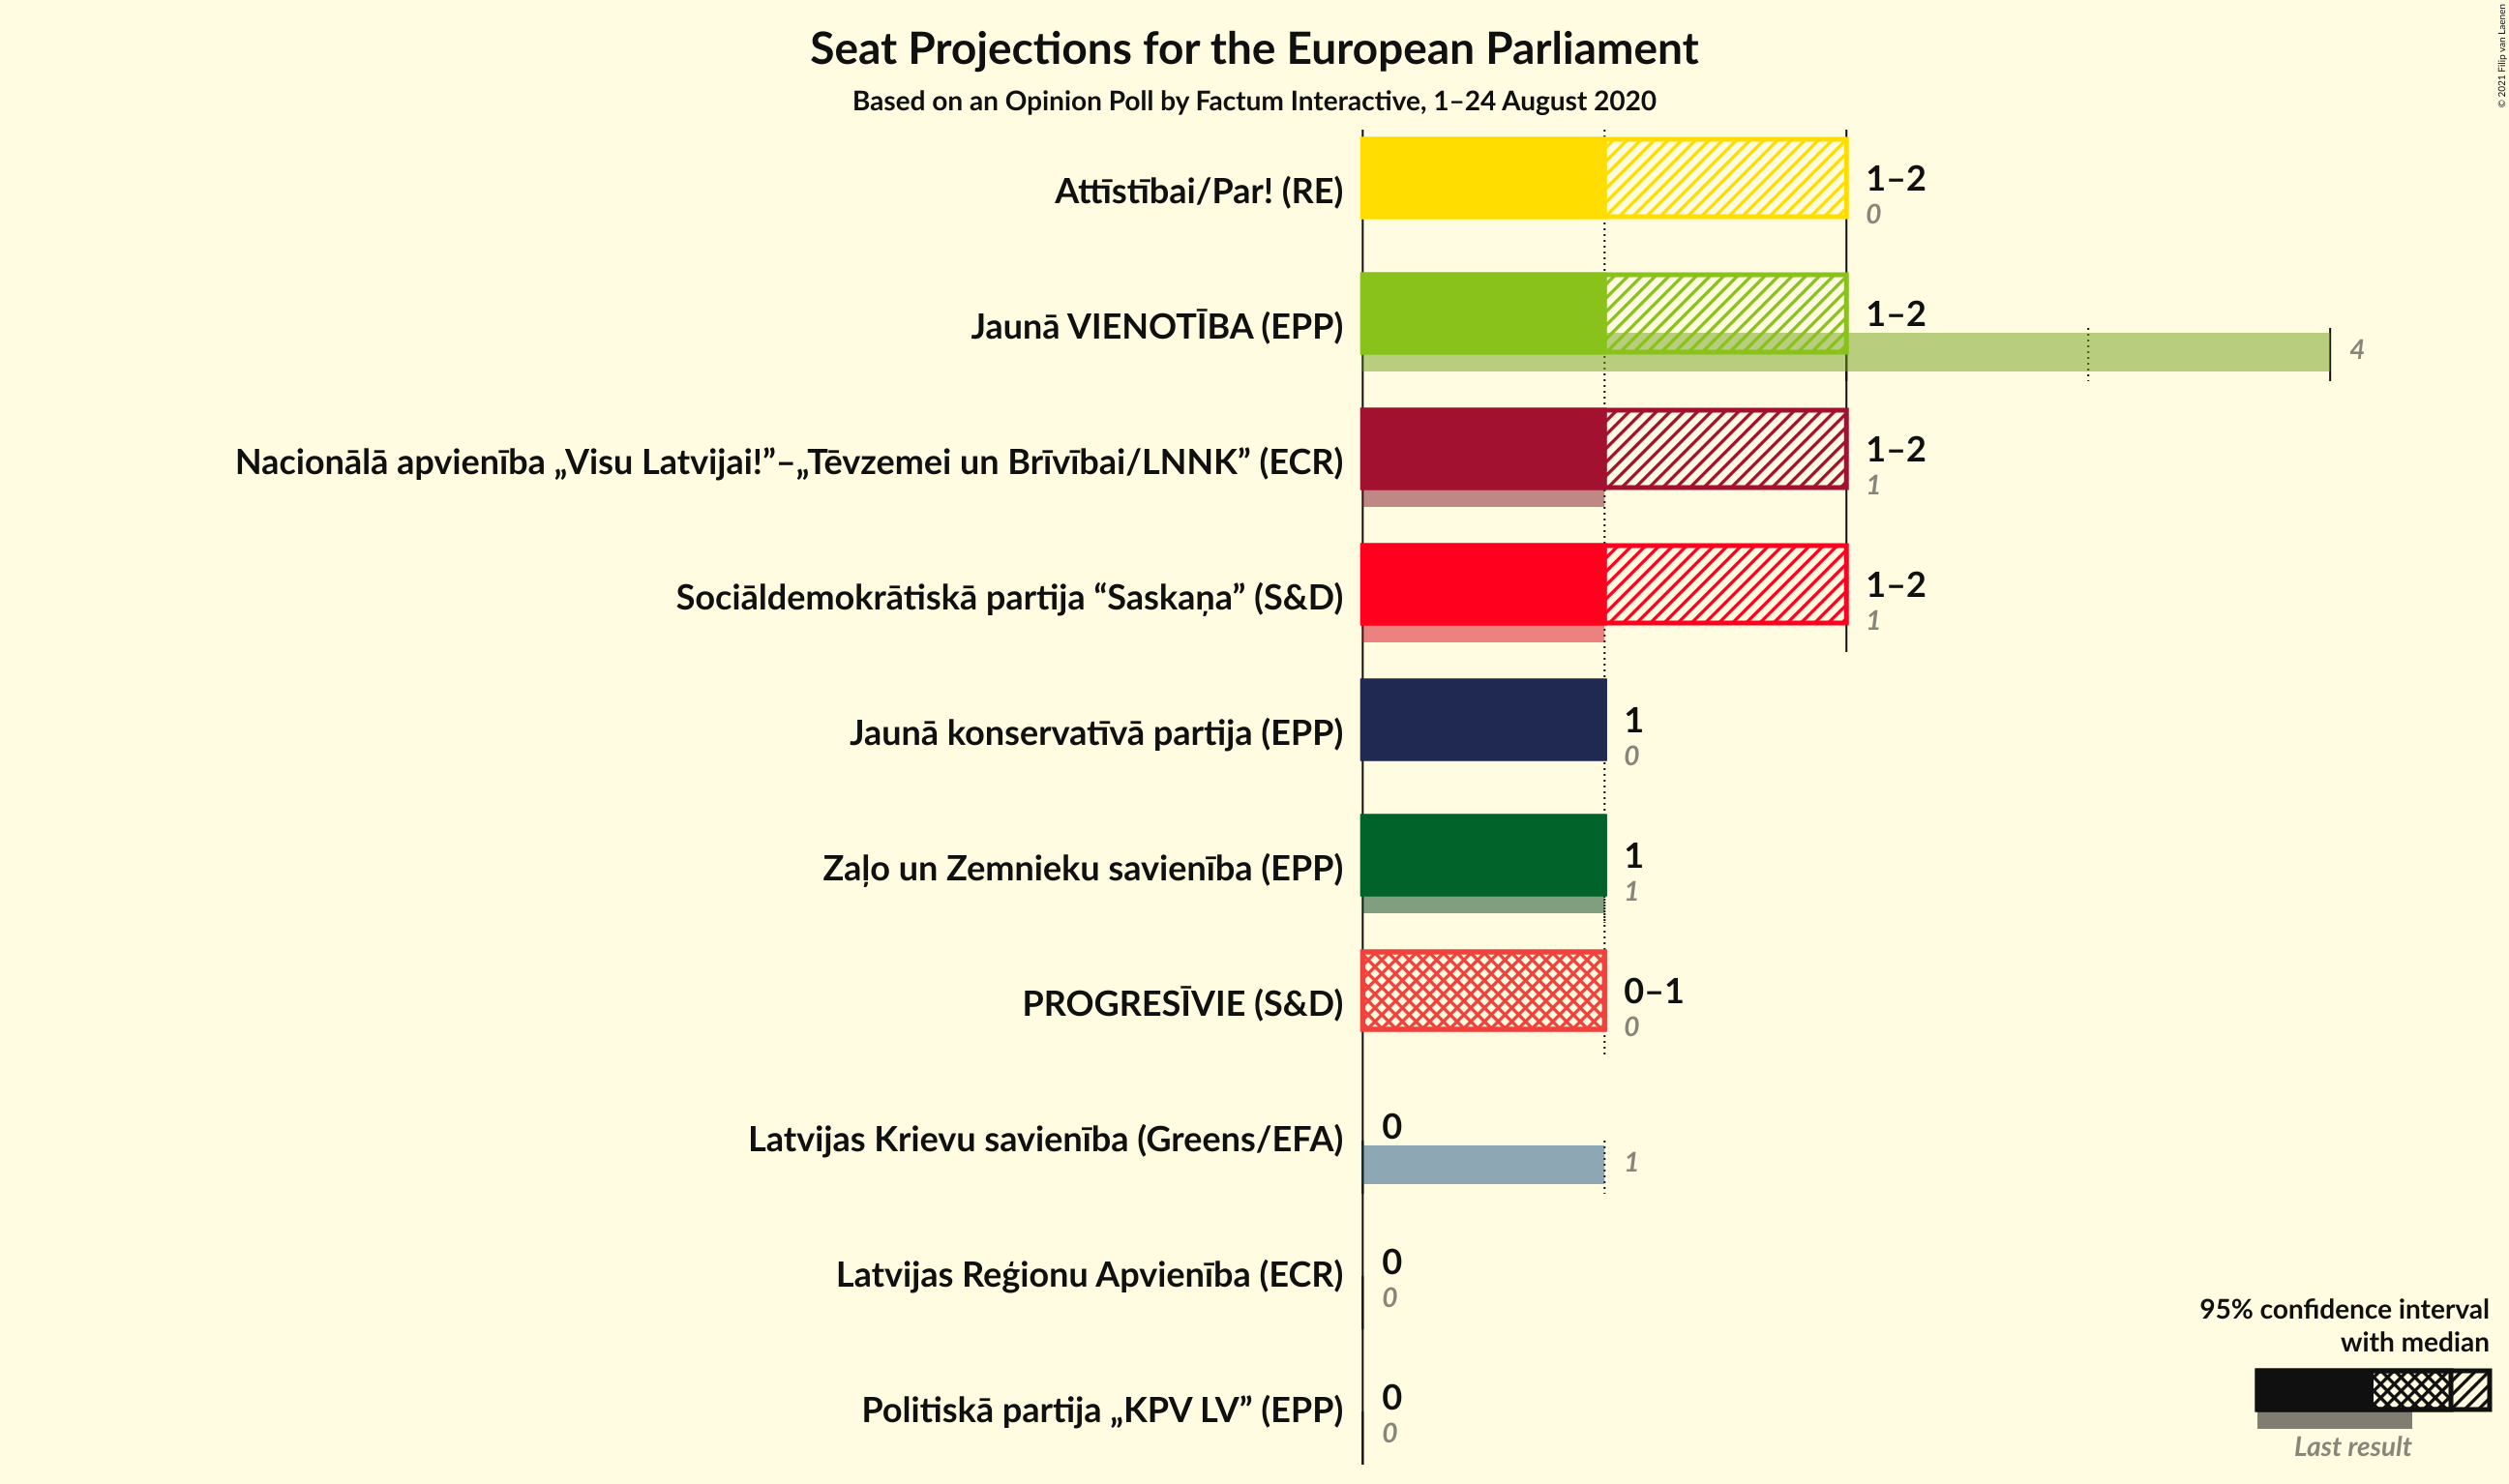 Seat Projections for the European Parliament
Based on an Opinion Poll by Factum Interactive, 1–24 August 2020
© 2021 Filip van Laenen
Attīstībai/Par! (RE)
1–2
0
Jaunā VIENOTĪBA (EPP)
1–2
4
Nacionālā apvienība „Visu Latvijai!”–„Tēvzemei un Brīvībai/LNNK” (ECR)
1–2
1
Sociāldemokrātiskā partija “Saskaņa” (S&D)
1–2
1
Jaunā konservatīvā partija (EPP)
1
0
Zaļo un Zemnieku savienība (EPP)
1
1
PROGRESĪVIE (S&D)
0–1
0
Latvijas Krievu savienība (Greens/EFA)
0
1
Latvijas Reģionu Apvienība (ECR)
0
0
Politiskā partija „KPV LV” (EPP)
0
0
95% confidence interval
with median
Last result